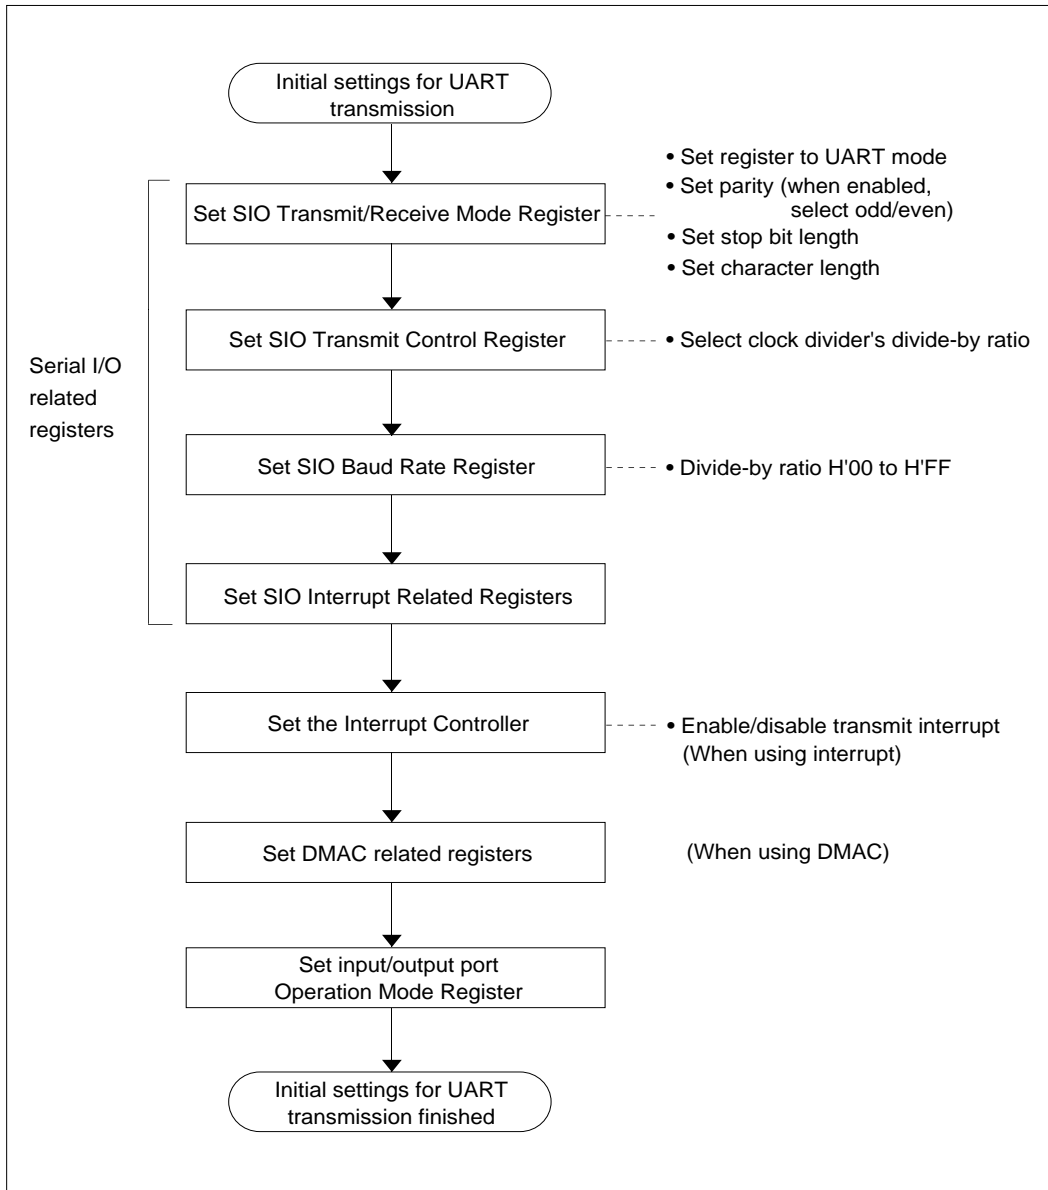 Initial settings for UART
transmission
• Set register to UART mode
• Set parity (when enabled,
select odd/even)
Set SIO Transmit/Receive Mode Register
• Set stop bit length
• Set character length
Set SIO Transmit Control Register
• Select clock divider's divide-by ratio
Serial I/O
related
registers
Set SIO Baud Rate Register
• Divide-by ratio H'00 to H'FF
Set SIO Interrupt Related Registers
Set the Interrupt Controller
• Enable/disable transmit interrupt
(When using interrupt)
Set DMAC related registers
(When using DMAC)
Set input/output port
Operation Mode Register
Initial settings for UART
transmission finished